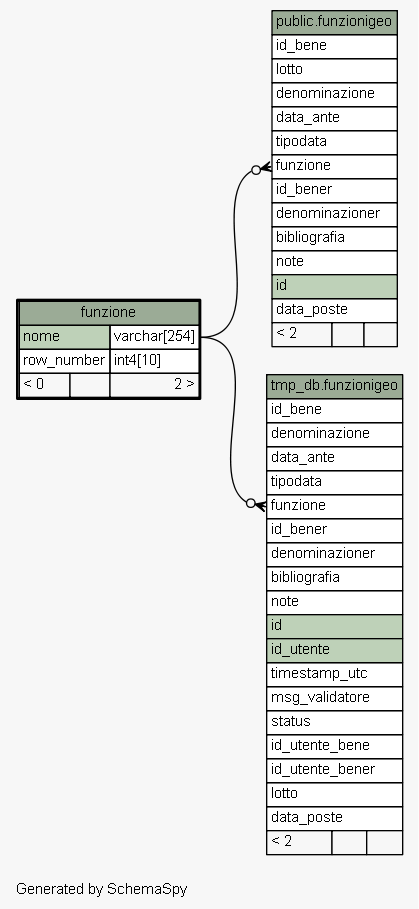 public.funzionigeo
id_bene
lotto
denominazione
data_ante
tipodata
funzione
id_bener
denominazioner
bibliografia
note
id
data_poste
< 2
funzione
nome varchar[254]
row_number int4[10]
< 0 2 >
tmp_db.funzionigeo
id_bene
denominazione
data_ante
tipodata
funzione
id_bener
denominazioner
bibliografia
note
id
id_utente
timestamp_utc
msg_validatore
status
id_utente_bene
id_utente_bener
lotto
data_poste
< 2
Generated by SchemaSpy